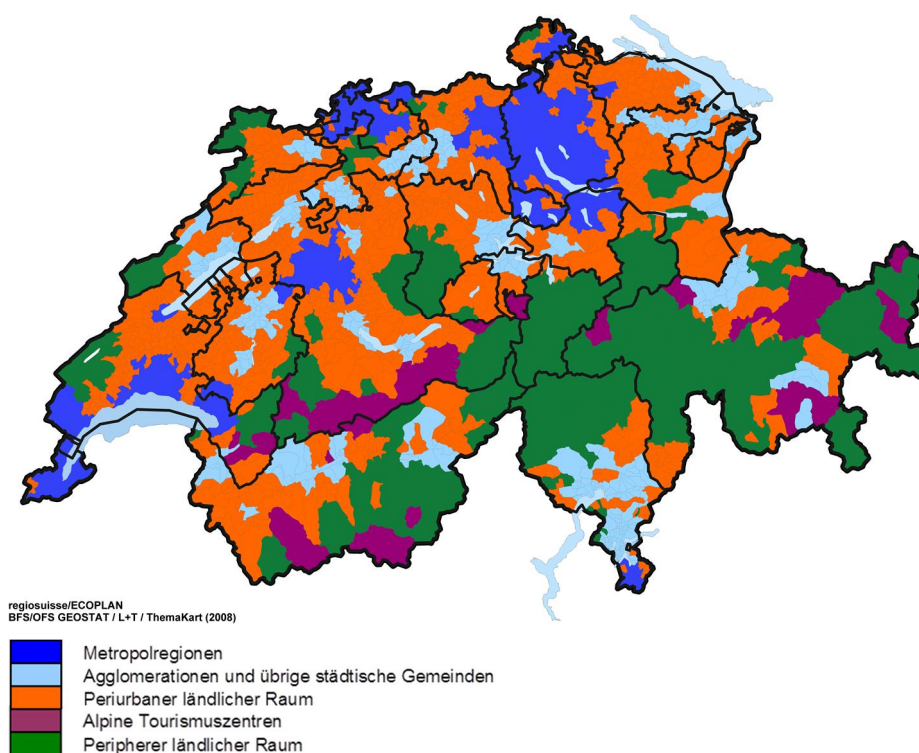 regiosuisse/ECOPLAN
BFS/OFS GEOSTAT / L+T / ThemaKart (2008)
Metropolregionen
Agglomerationen und übrige städtische Gemeinden
Periurbaner ländlicher Raum
Alpine Tourismuszentren
Peripherer ländlicher Raum